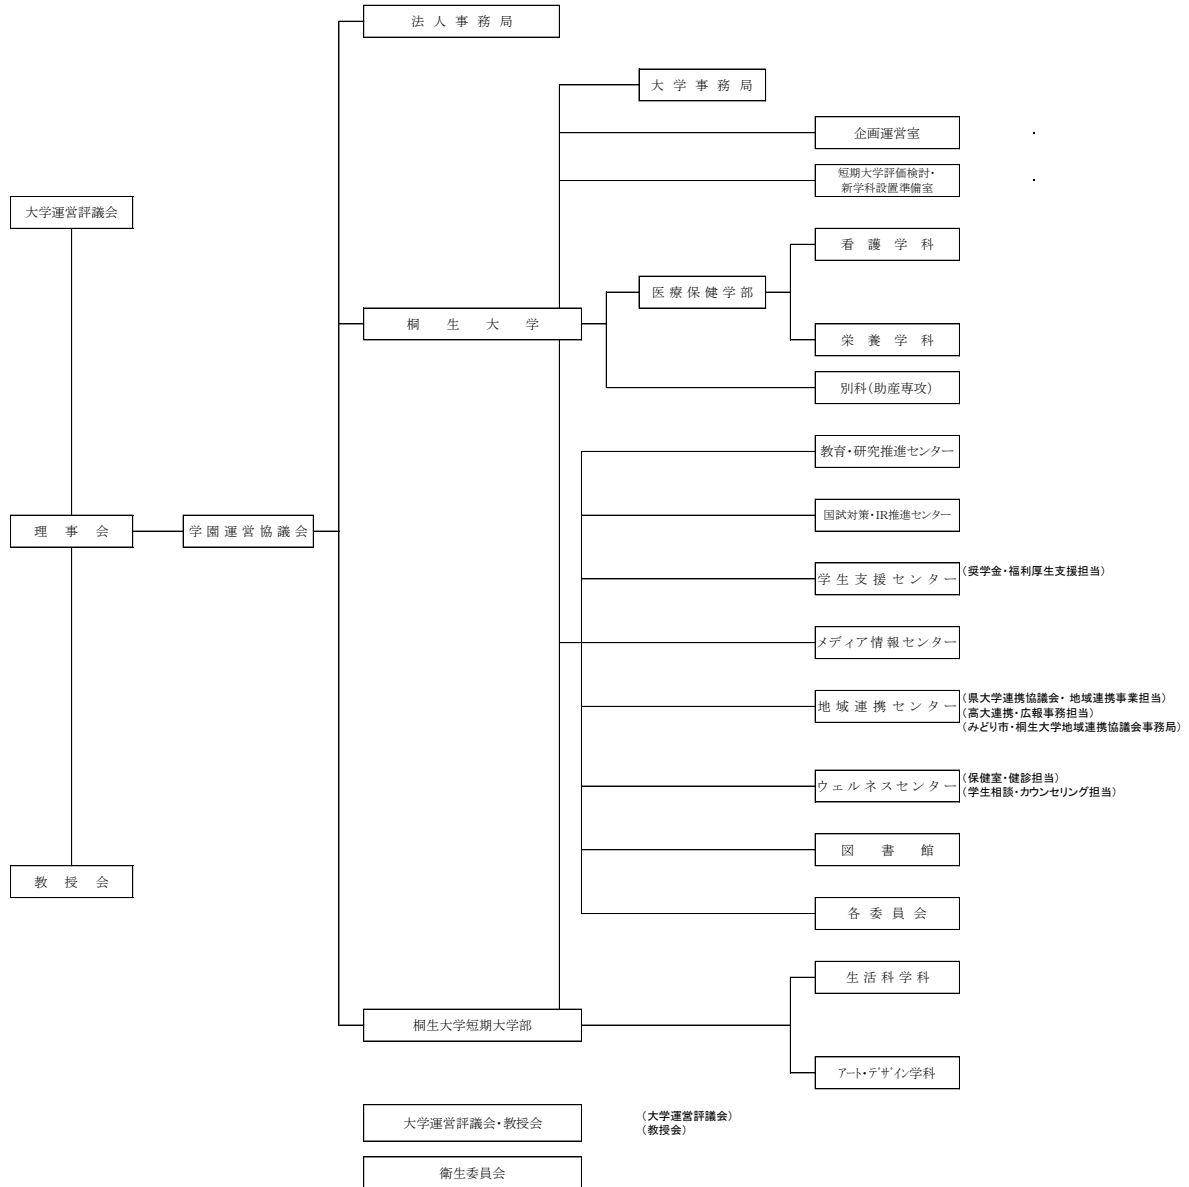 法人事務局
大学事務局
企画運営室
・
短期大学評価検討・
新学科設置準備室
・
大学運営評議会
看護学科
医療保健学部
桐生大学
栄養学科
別科（助産専攻）
教育・研究推進センター
理事会
学園運営協議会
国試対策・IR推進センター
学生支援センター
（奨学金・福利厚生支援担当）
メディア情報センター
地域連携センター
（県大学連携協議会・ 地域連携事業担当）
（高大連携・広報事務担当）
（みどり市・桐生大学地域連携協議会事務局）
ウェルネスセンター
（保健室・健診担当）
（学生相談・カウンセリング担当）
図書館
教授会
各委員会
生活科学科
桐生大学短期大学部
アート・デザイン学科
大学運営評議会・教授会
（大学運営評議会）
（教授会）
衛生委員会